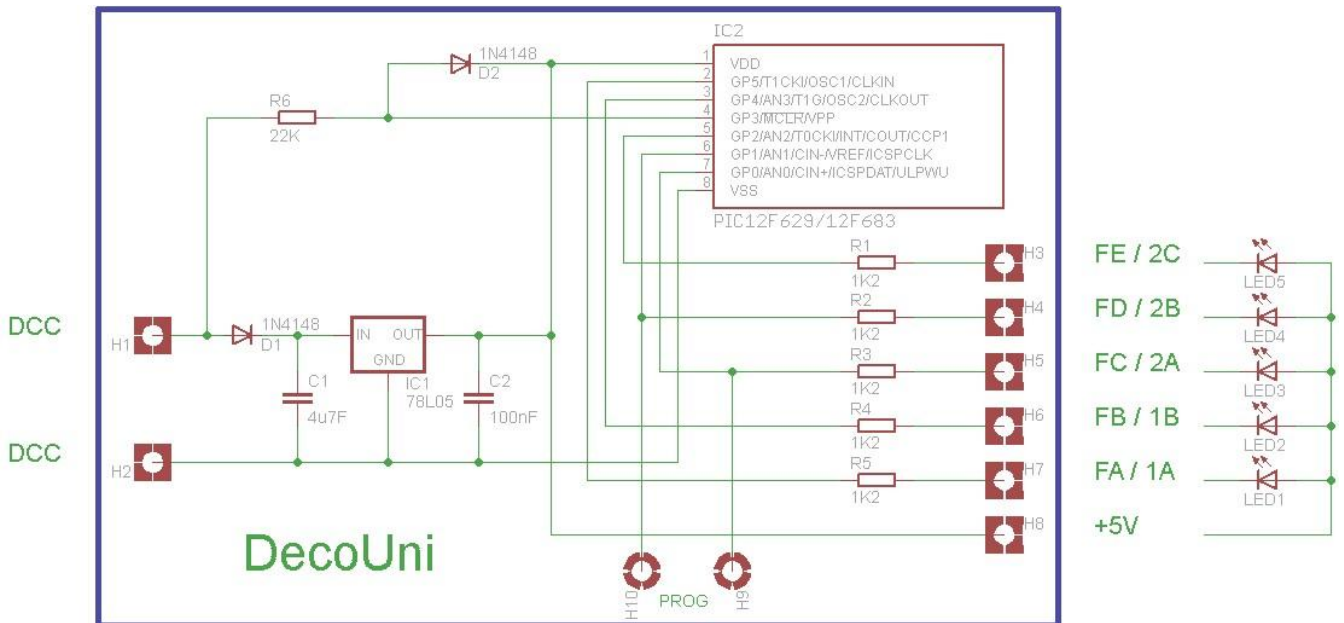 IC2
1N4148
D2
1 VDD
2 GP5/T1CKI/OSC1/CLKIN
3 GP4/AN3/T1G/OSC2/CLKOUT
4 GP3/MCLR/VPP
5 GP2/AN2/T0CKI/INT/COUT/CCP1
6 GP1/AN1/CIN-/VREF/ICSPCLK
7 GP0/AN0/CIN+/ICSPDAT/ULPWU
8 VSS
PIC12F629/12F683
R6
22K
DCC
H1
1N4148
D1
IN OUT
GND
IC1
78L05
C1
4u7F
C2
100nF
DCC
H2
R1
1K2
H3
FE / 2C
LED5
R2
1K2
H4
FD / 2B
LED4
R3
1K2
H5
FC / 2A
LED3
R4
1K2
H6
FB / 1B
LED2
R5
1K2
H7
FA / 1A
LED1
H8
+5V
DecoUni
H10
PROG
H9